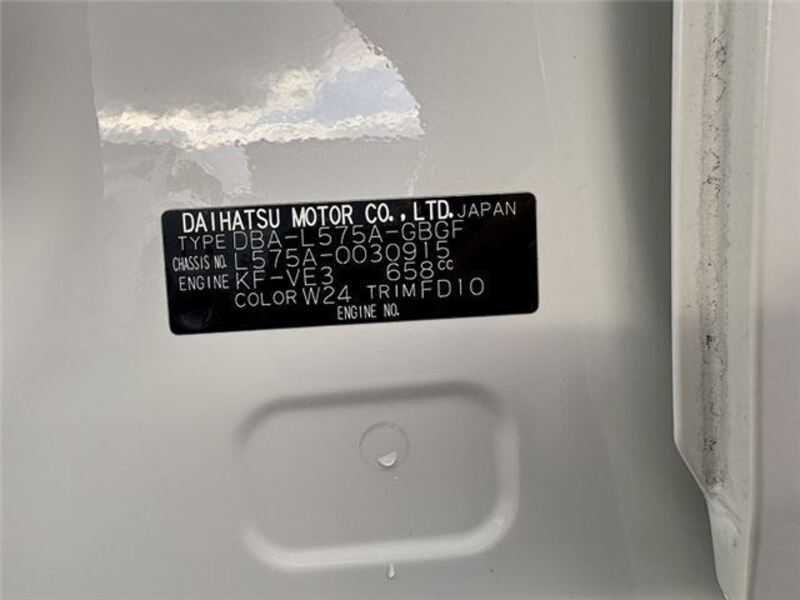 DAIHATSU MOTOR CO.,LTD. JAPAN
TYPE DBA-L575A-GBGF
CHASSIS NO. L575A-0030915
ENGINE KF-VE3 658cc
COLOR W24 TRIM FD10
ENGINE NO.